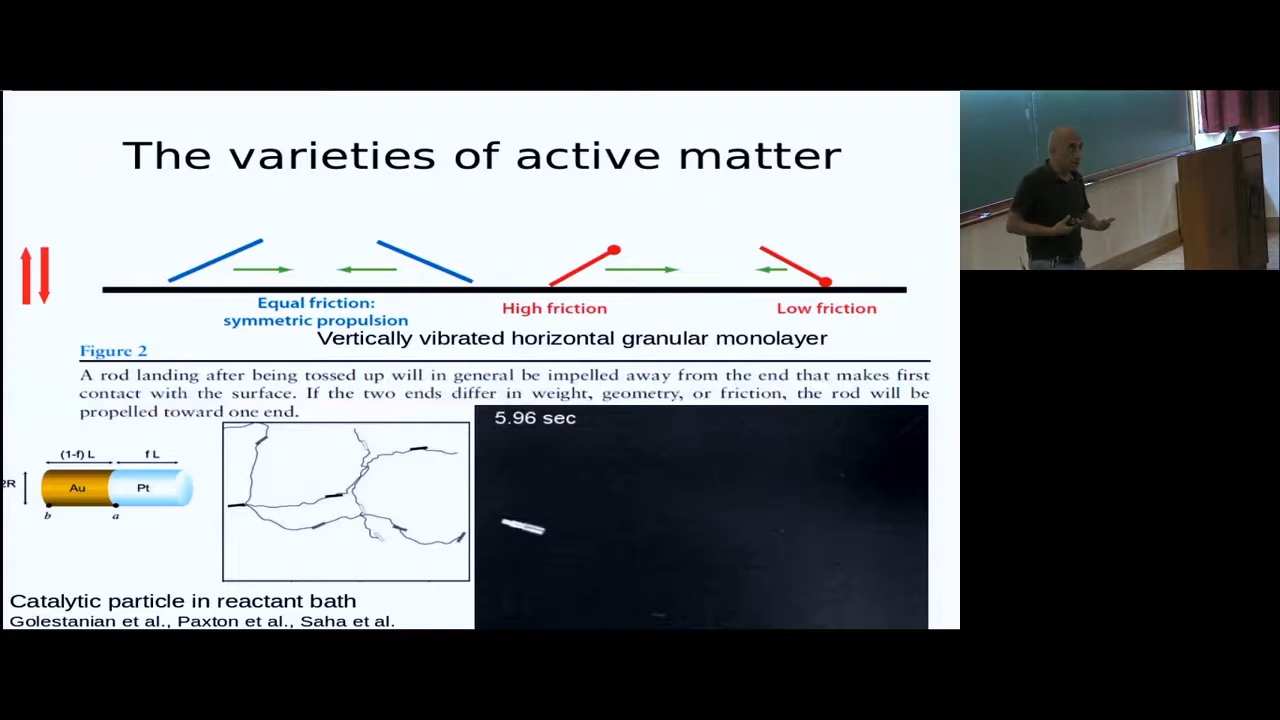 The varieties of active matter
Equal friction:
symmetric propulsion
High friction
Low friction
Vertically vibrated horizontal granular monolayer
Figure 2
A rod landing after being tossed up will in general be impelled away from the end that makes first
contact with the surface. If the two ends differ in weight, geometry, or friction, the rod will be
propelled toward one end.
5.96 sec
(1-f) L
f L
2R
Au
Pt
b
a
Catalytic particle in reactant bath
Golestanian et al., Paxton et al., Saha et al.